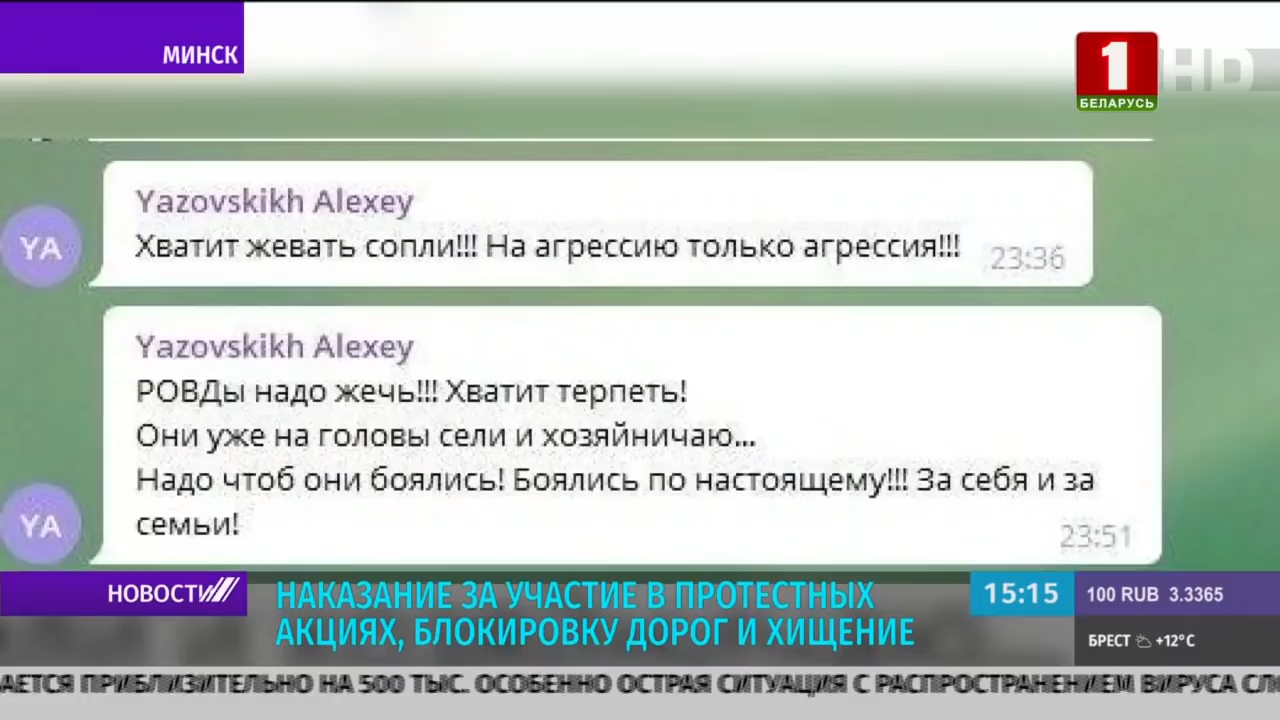 МИНСК
1
HD
БЕЛАРУСЬ
Yazovskikh Alexey
YA
Хватит жевать сопли!!! На агрессию только агрессия!!!
23:36
Yazovskikh Alexey
РОВДы надо жечь!!! Хватит терпеть!
Они уже на головы сели и хозяйничаю...
Надо чтоб они боялись! Боялись по настоящему!!! За себя и за
YA
семьи!
23:51
НОВОСТИ
НАКАЗАНИЕ ЗА УЧАСТИЕ В ПРОТЕСТНЫХ
АКЦИЯХ, БЛОКИРОВКУ ДОРОГ И ХИЩЕНИЕ
15:15
100 RUB 3.3365
БРЕСТ +12°C
АЕТСЯ ПРИБЛИЗИТЕЛЬНО НА 500 ТЫС. ОСОБЕННО ОСТРАЯ СИТУАЦИЯ С РАСПРОСТРАНЕНИЕМ ВИРУСА СЛ